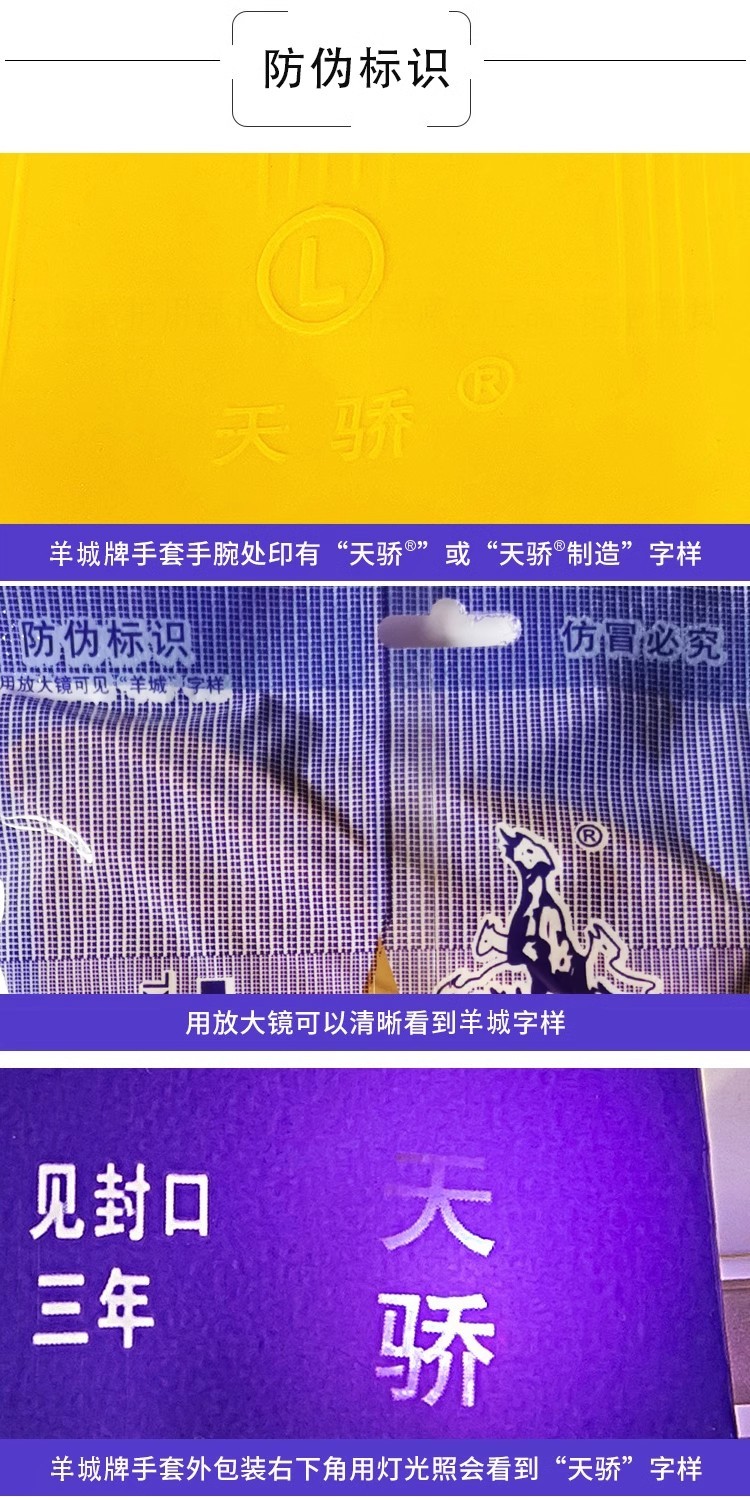 防伪标识
L
天骄®
羊城牌手套手腕处印有“天骄®”或“天骄®制造”字样
防伪标识
用放大镜可见“羊城”字样
仿冒必究
®
用放大镜可以清晰看到羊城字样
见封口
三年
天
骄
羊城牌手套外包装右下角用灯光照会看到“天骄”字样